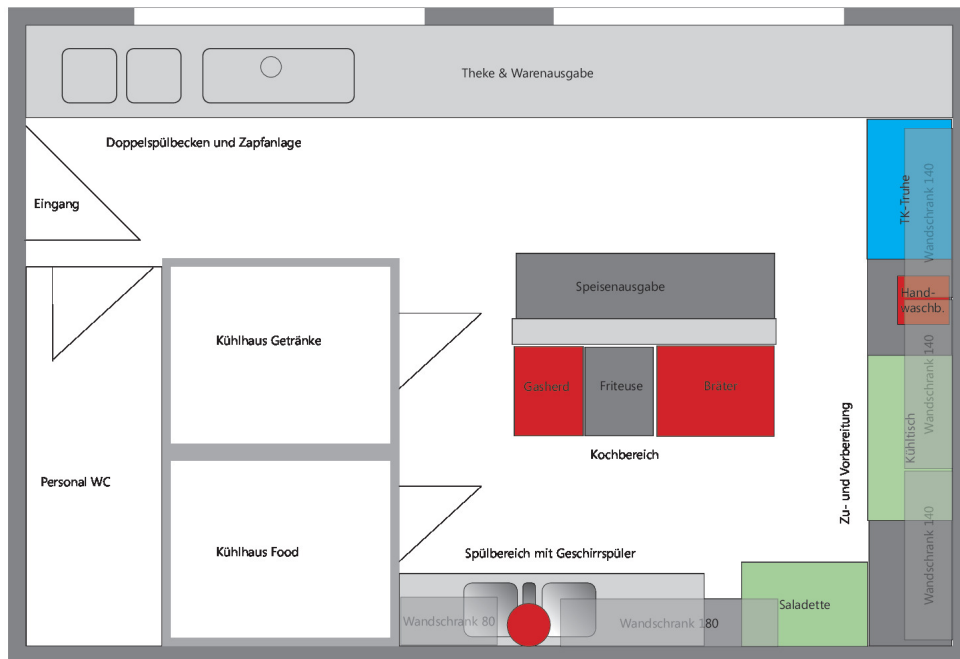 Theke & Warenausgabe
Doppelspülbecken und Zapfanlage
Eingang
TK-Truhe
Wandschrank 140
Speisenausgabe
Hand-
waschb.
Kühlhaus Getränke
Wandschrank 140
Gasherd
Friteuse
Bräter
Kühltisch
Zu- und Vorbereitung
Kochbereich
Personal WC
Kühlhaus Food
Spülbereich mit Geschirrspüler
Wandschrank 140
Saladette
Wandschrank 80
Wandschrank 180